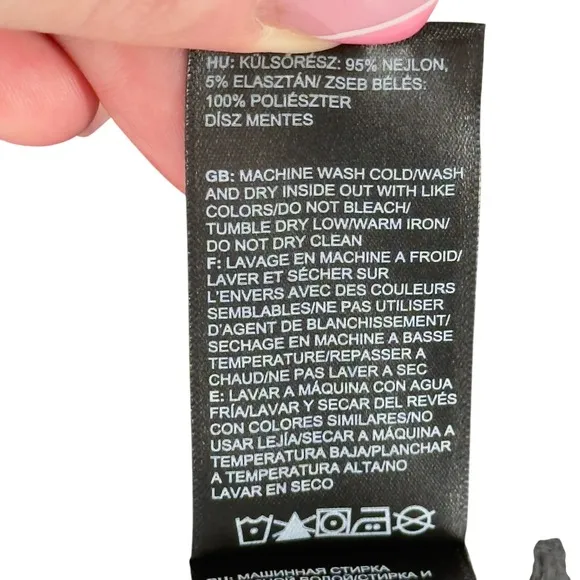 HU: KÜLSŐRÉSZ: 95% NEJLON,
5% ELASZTÁN/ ZSEB BÉLÉS:
100% POLIÉSZTER
DÍSZ MENTES
GB: MACHINE WASH COLD/WASH
AND DRY INSIDE OUT WITH LIKE
COLORS/DO NOT BLEACH/
TUMBLE DRY LOW/WARM IRON/
DO NOT DRY CLEAN
F: LAVAGE EN MACHINE A FROID/
LAVER ET SÉCHER SUR
L'ENVERS AVEC DES COULEURS
SEMBLABLES/NE PAS UTILISER
D'AGENT DE BLANCHISSEMENT/
SECHAGE EN MACHINE A BASSE
TEMPERATURE/REPASSER A
CHAUD/NE PAS LAVER A SEC
E: LAVAR A MÁQUINA CON AGUA
FRÍA/LAVAR Y SECAR DEL REVÉS
CON COLORES SIMILARES/NO
USAR LEJÍA/SECAR A MÁQUINA A
TEMPERATURA BAJA/PLANCHAR
A TEMPERATURA ALTA/NO
LAVAR EN SECO
RU: МАШИННАЯ СТИРКА